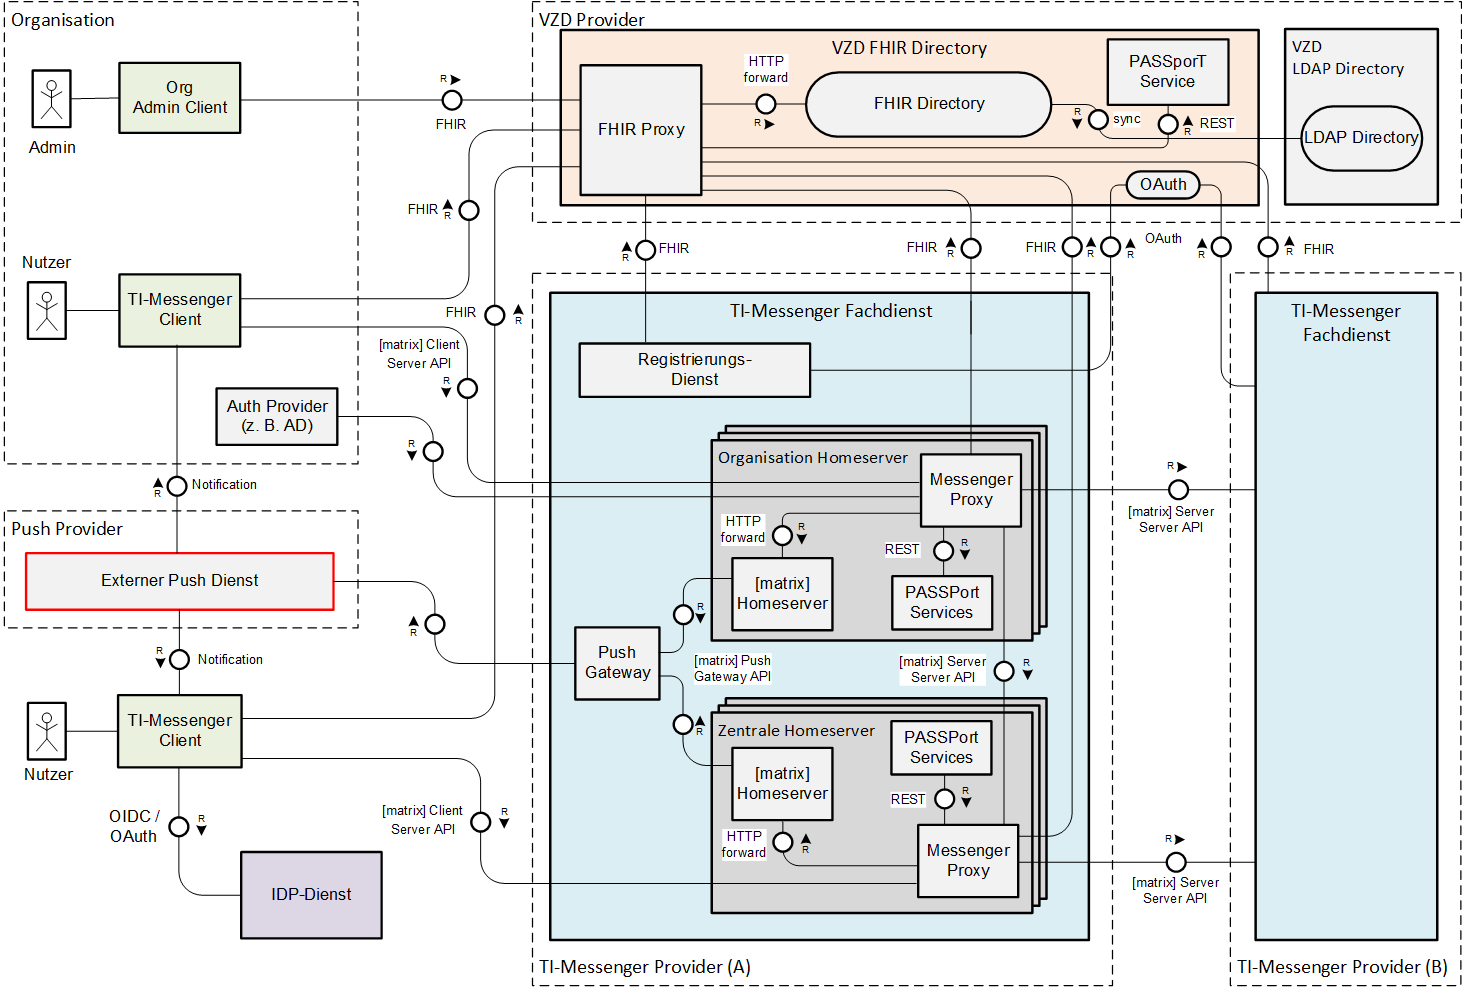 Organisation
Org
Admin Client
Admin
R
FHIR
VZD Provider
VZD FHIR Directory
FHIR Proxy
HTTP
forward
R
FHIR Directory
R
sync
PASSporT
Service
R
REST
OAuth
VZD
LDAP Directory
LDAP Directory
FHIR
R
Nutzer
TI-Messenger
Client
FHIR
R
[matrix] Client
Server API
R
Auth Provider
(z. B. AD)
R
R
FHIR
FHIR
R
FHIR
R
R
OAuth
R
R
FHIR
TI-Messenger Fachdienst
Registrierungs-
Dienst
TI-Messenger
Fachdienst
R
Notification
Push Provider
Externer Push Dienst
R
R
Notification
Organisation Homeserver
Messenger
Proxy
HTTP
forward
R
REST
R
[matrix]
Homeserver
PASSPort
Services
R
[matrix] Server
Server API
Push
Gateway
R
[matrix] Push
Gateway API
R
[matrix] Server
Server API
R
Zentrale Homeserver
PASSPort
Services
[matrix]
Homeserver
REST
R
HTTP
forward
R
Messenger
Proxy
R
[matrix] Server
Server API
TI-Messenger
Client
Nutzer
OIDC /
OAuth
R
[matrix] Client
Server API
R
IDP-Dienst
TI-Messenger Provider (A)
TI-Messenger Provider (B)